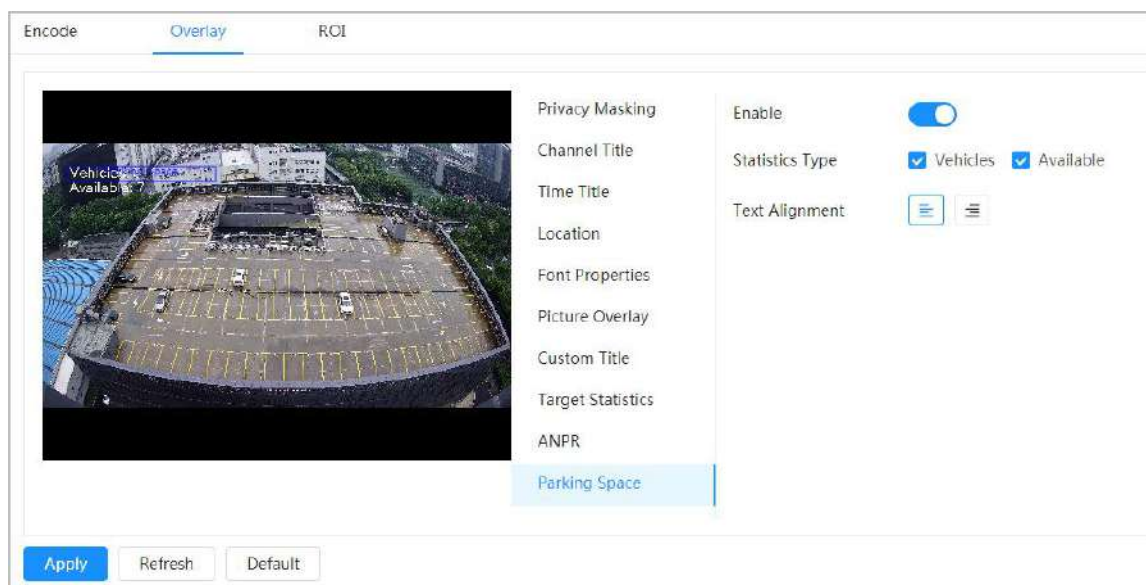 Encode Overlay ROI
Vehicle
Available: 7
Privacy Masking
Channel Title
Time Title
Location
Font Properties
Picture Overlay
Custom Title
Target Statistics
ANPR
Parking Space
Enable
Statistics Type Vehicles Available
Text Alignment
Apply Refresh Default